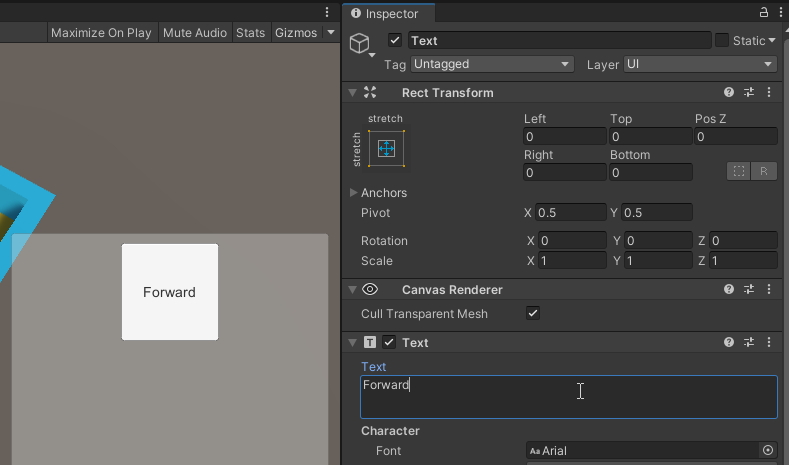 Inspector
Maximize On Play Mute Audio Stats Gizmos
Text Static
Tag Untagged Layer UI
Rect Transform
stretch
stretch
Left Top Pos Z
0 0 0
Right Bottom
0 0
R
Anchors
Pivot X 0.5 Y 0.5
Rotation X 0 Y 0 Z 0
Scale X 1 Y 1 Z 1
Forward
Canvas Renderer
Cull Transparent Mesh
T Text
Text
Forward
Character
Font Aa Arial